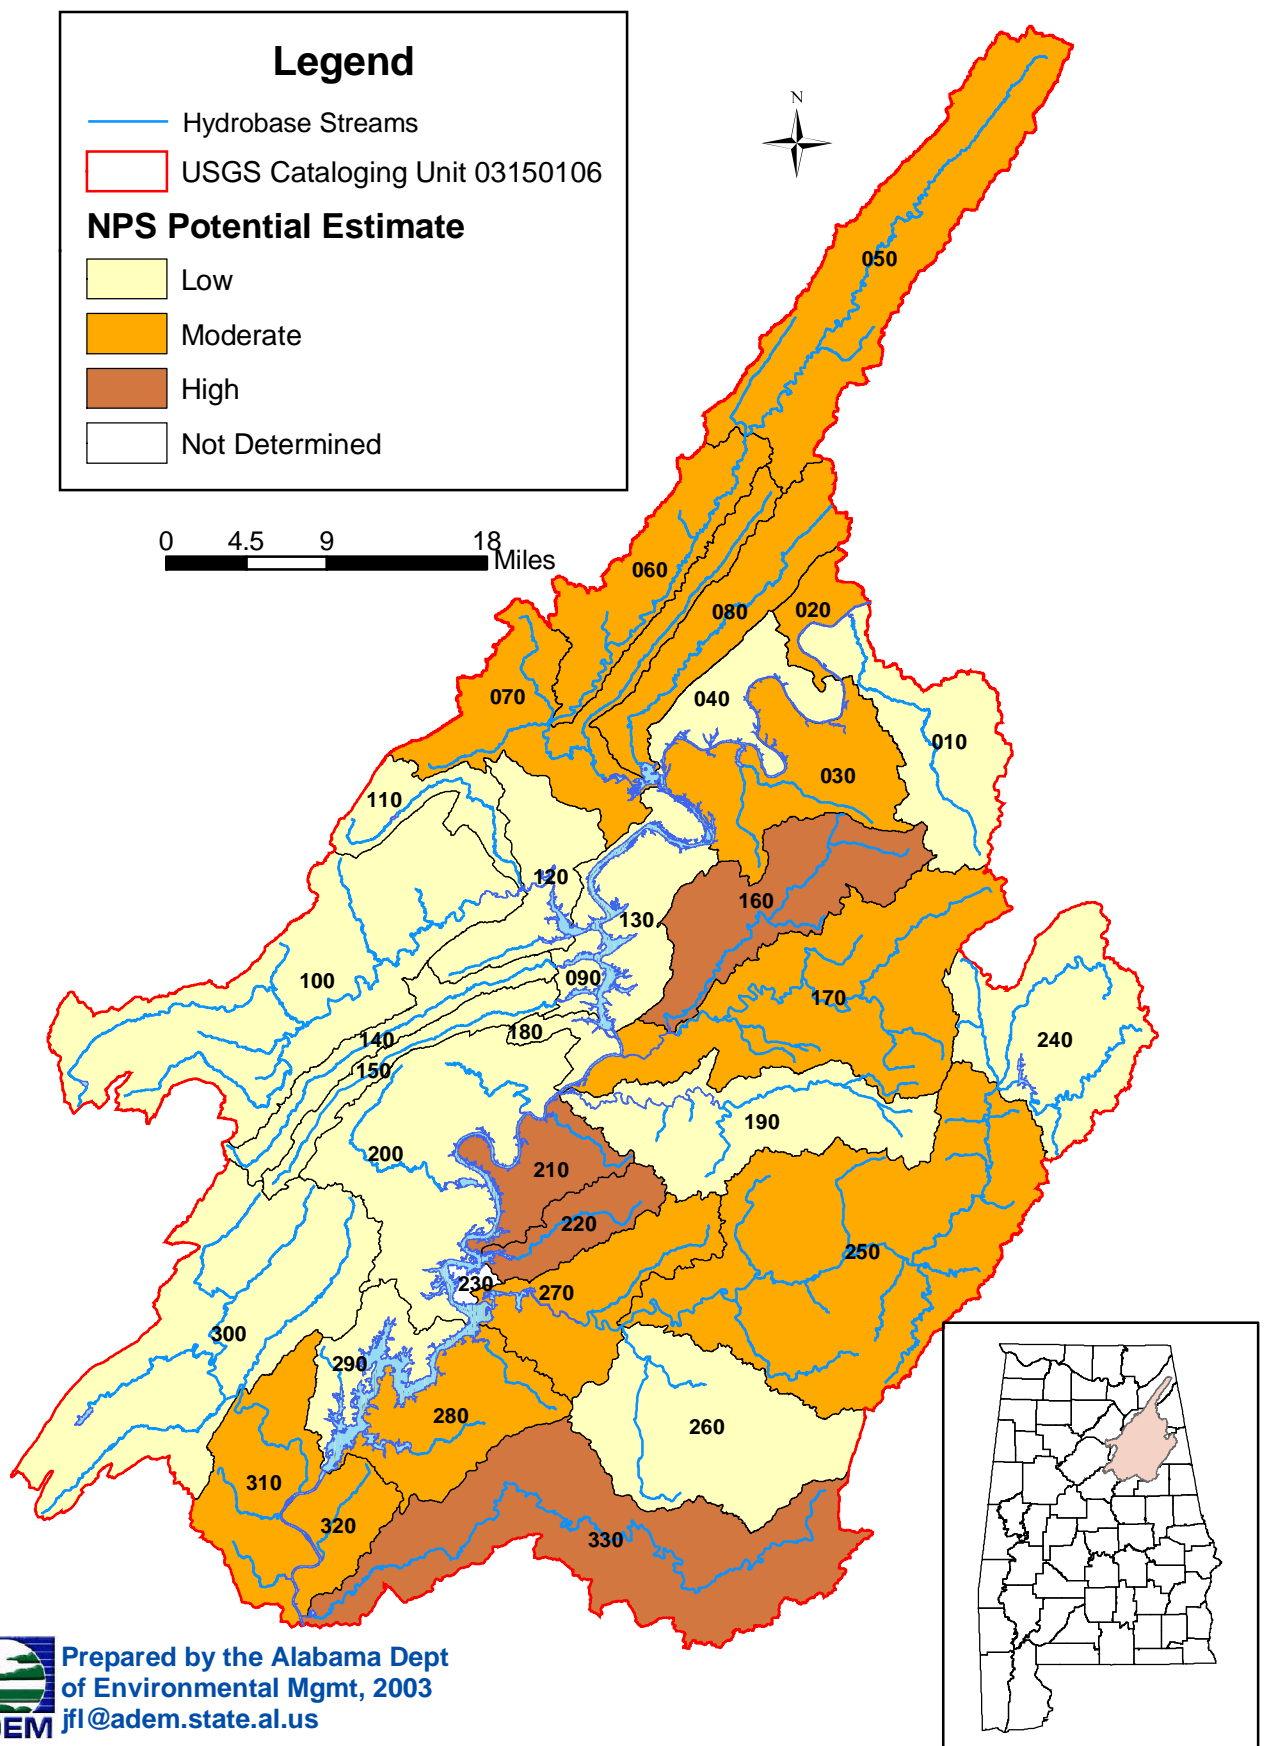 Legend
Hydrobase Streams
USGS Cataloging Unit 03150106
NPS Potential Estimate
Low
Moderate
High
Not Determined
N
0 4.5 9 18
Miles
050
060
080
020
070
040
010
030
110
120
160
130
100
090
170
180
140
240
150
190
200
210
220
250
230
270
300
290
280
260
310
320
330
Prepared by the Alabama Dept
of Environmental Mgmt, 2003
jfl@adem.state.al.us
DEM